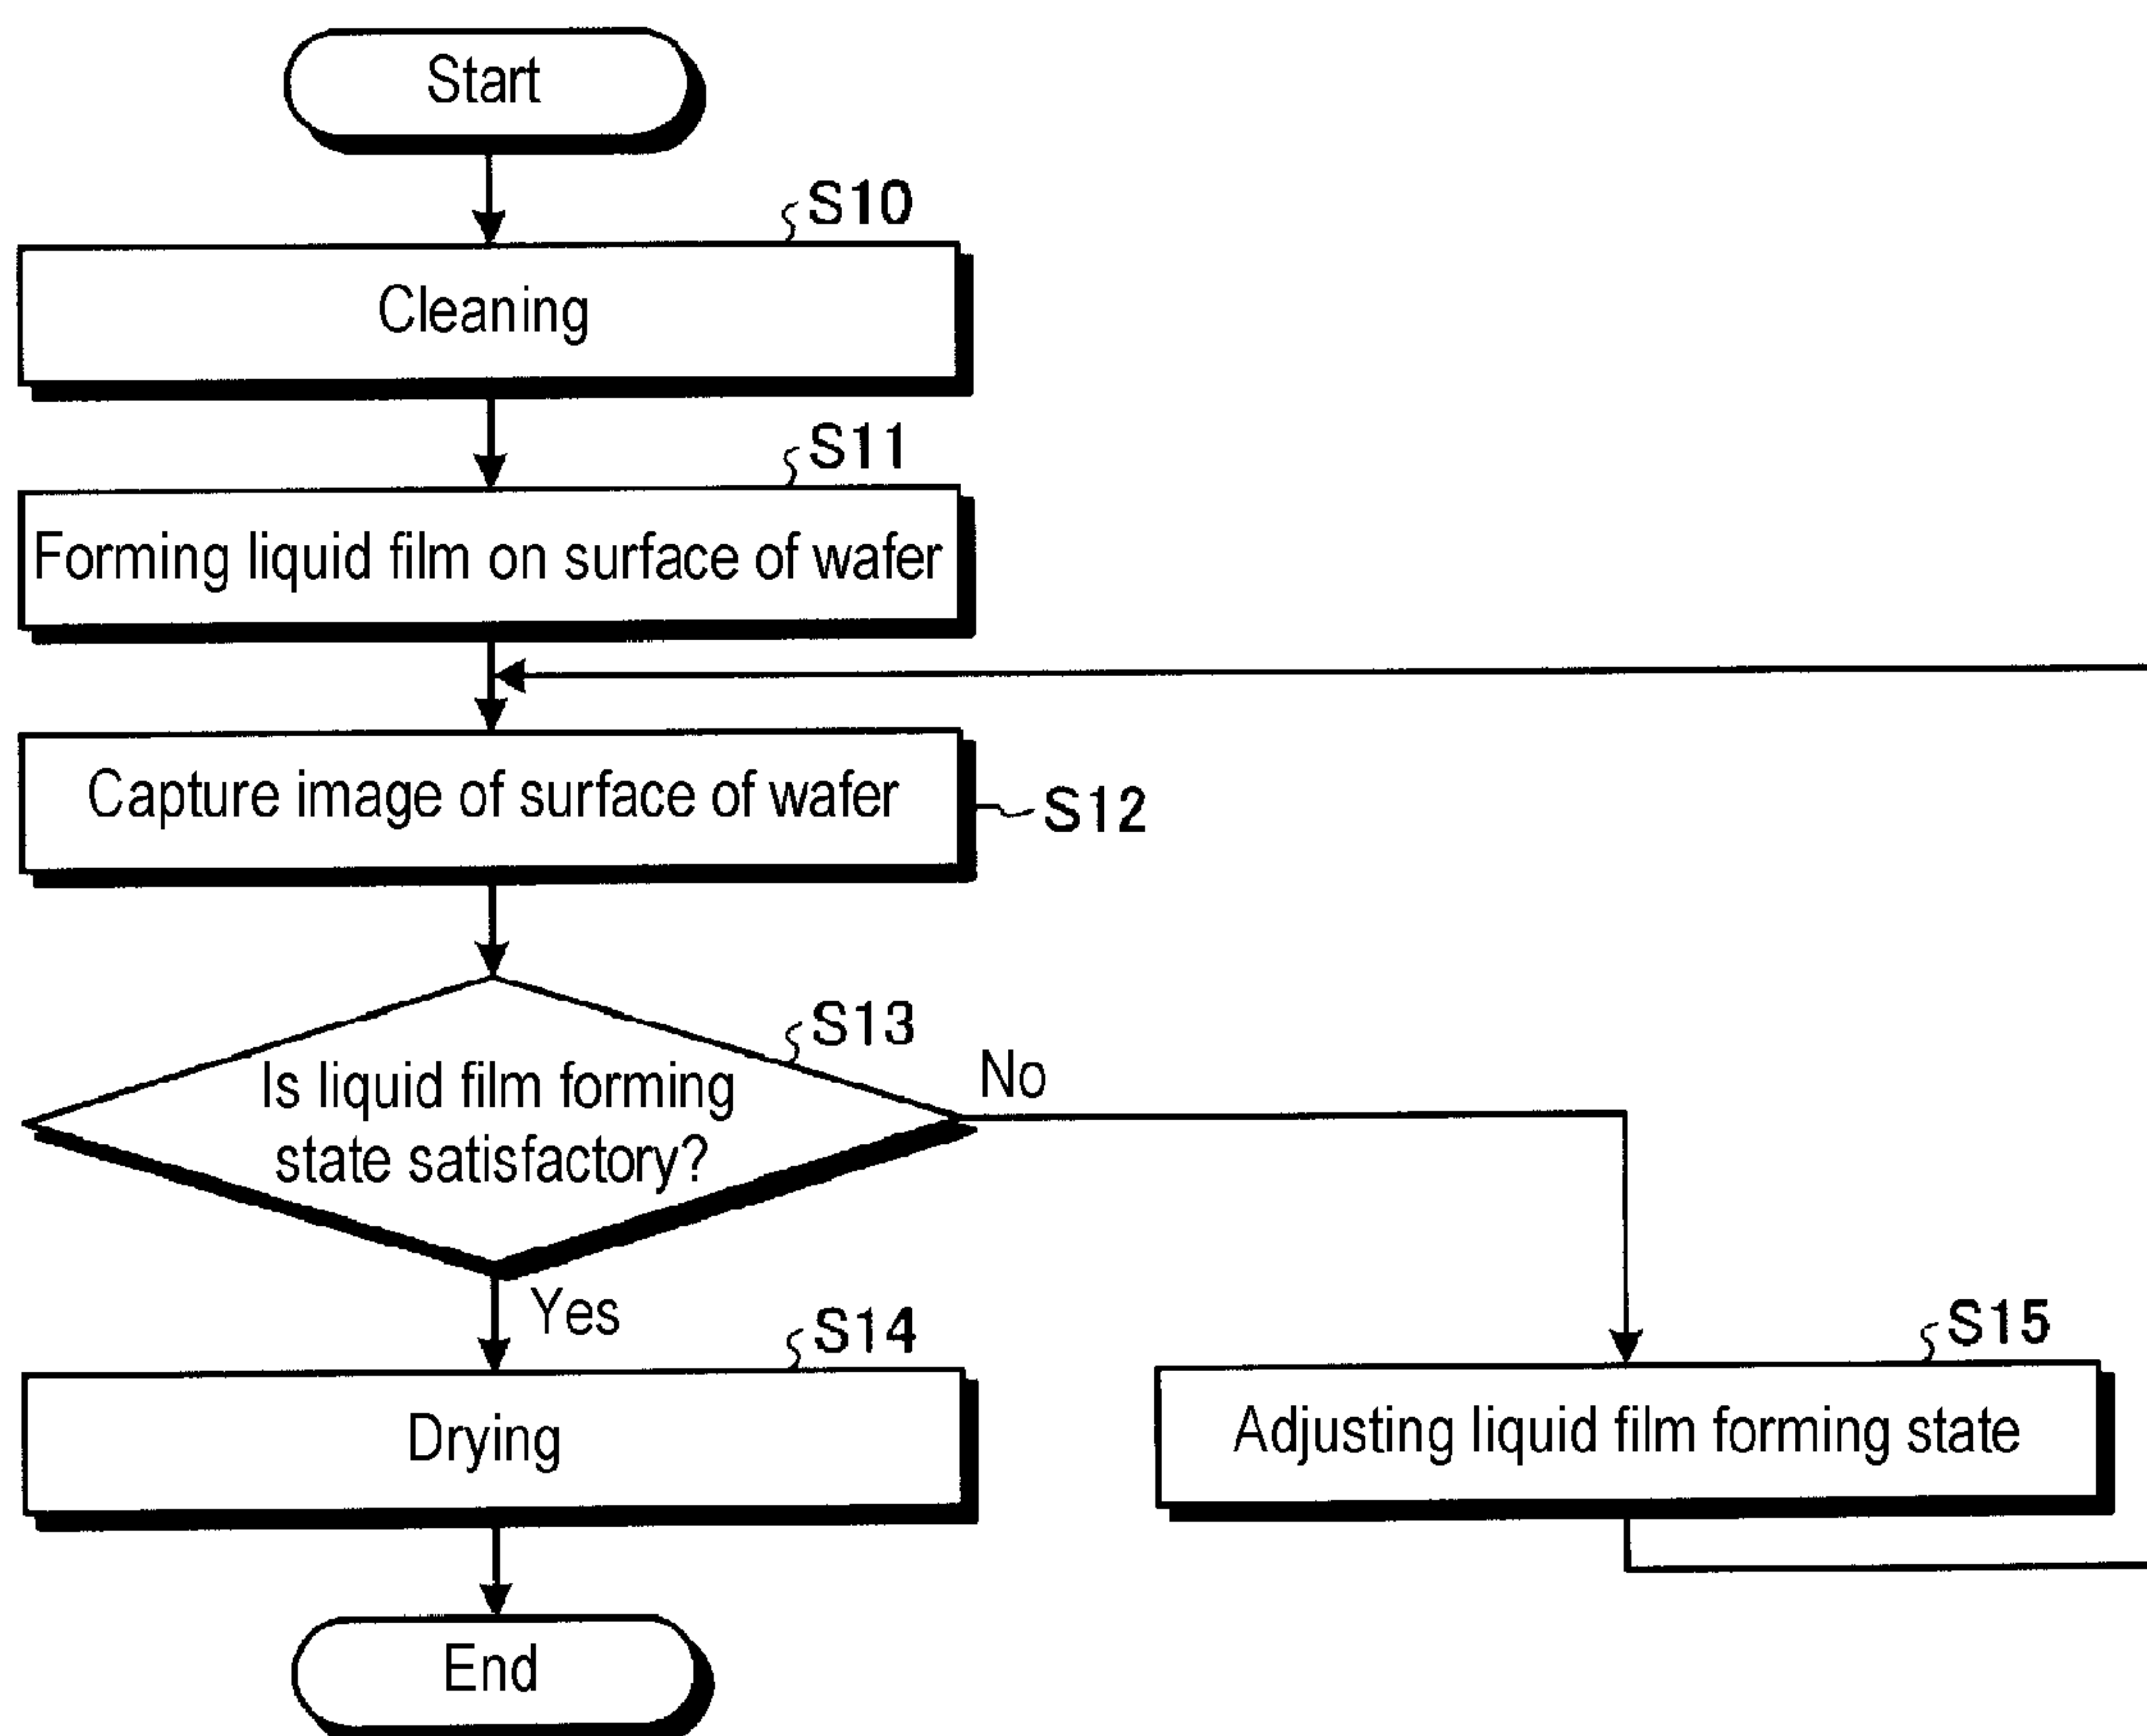 Start
S10
Cleaning
S11
Forming liquid film on surface of wafer
Capture image of surface of wafer
S12
S13
Is liquid film forming
state satisfactory?
No
Yes
S14
Drying
S15
Adjusting liquid film forming state
End